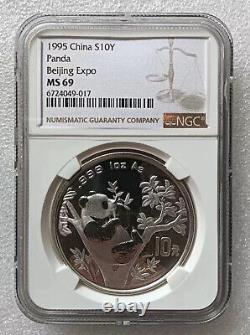 1995 China S10Y
Panda
Beijing Expo
MS 69
6724049-017
NUMISMATIC GUARANTY COMPANY
NGC
.999 1oz Ag
10元